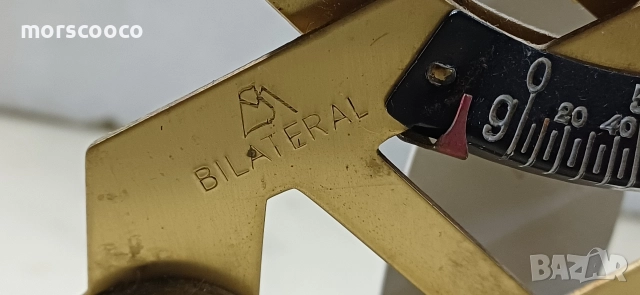 morscooco
BILATERAL
0
g 20 40
BAZAR